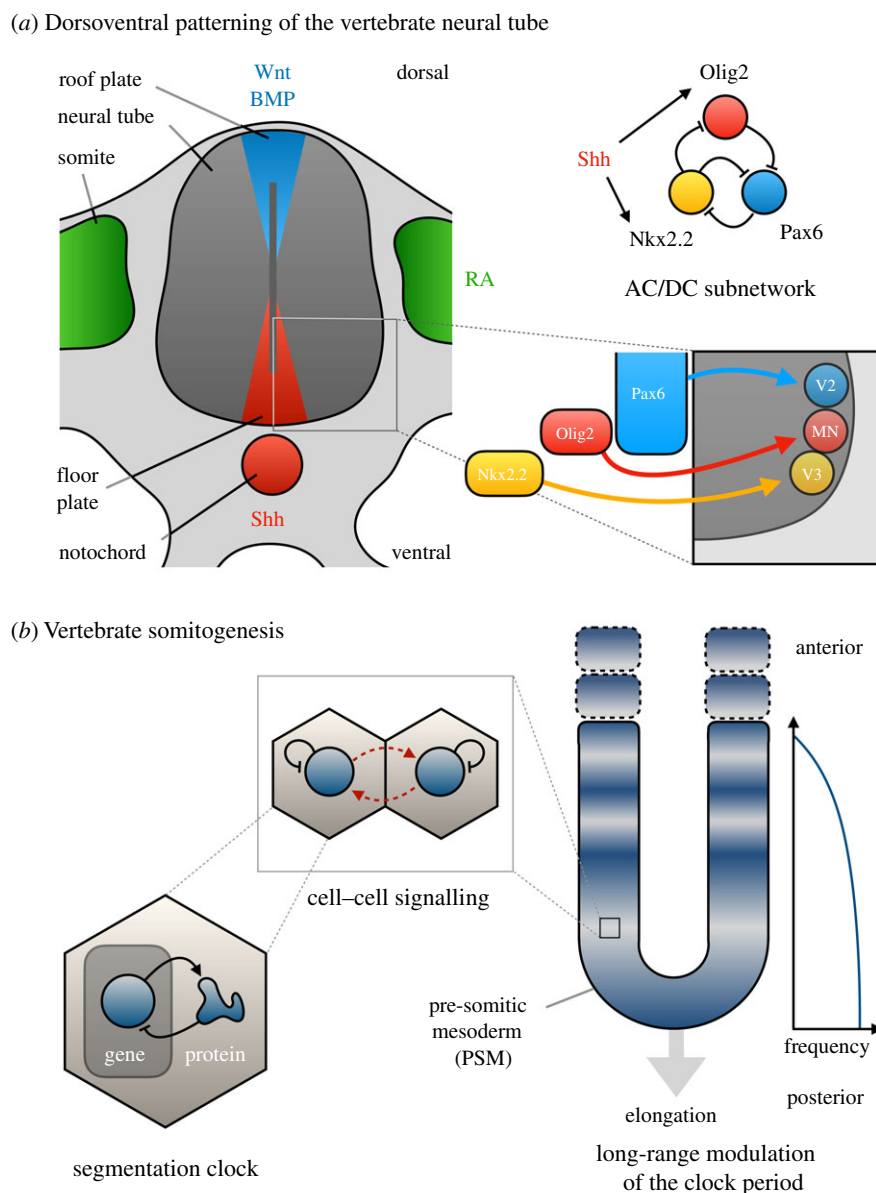 (a) Dorsoventral patterning of the vertebrate neural tube
roof plate
neural tube
somite
Wnt
BMP
dorsal
RA
floor
plate
notochord
Shh
ventral
Olig2
Shh
Nkx2.2
Pax6
AC/DC subnetwork
Pax6
Olig2
Nkx2.2
V2
MN
V3
(b) Vertebrate somitogenesis
cell–cell signalling
gene
protein
segmentation clock
anterior
pre-somitic
mesoderm
(PSM)
frequency
posterior
elongation
long-range modulation
of the clock period